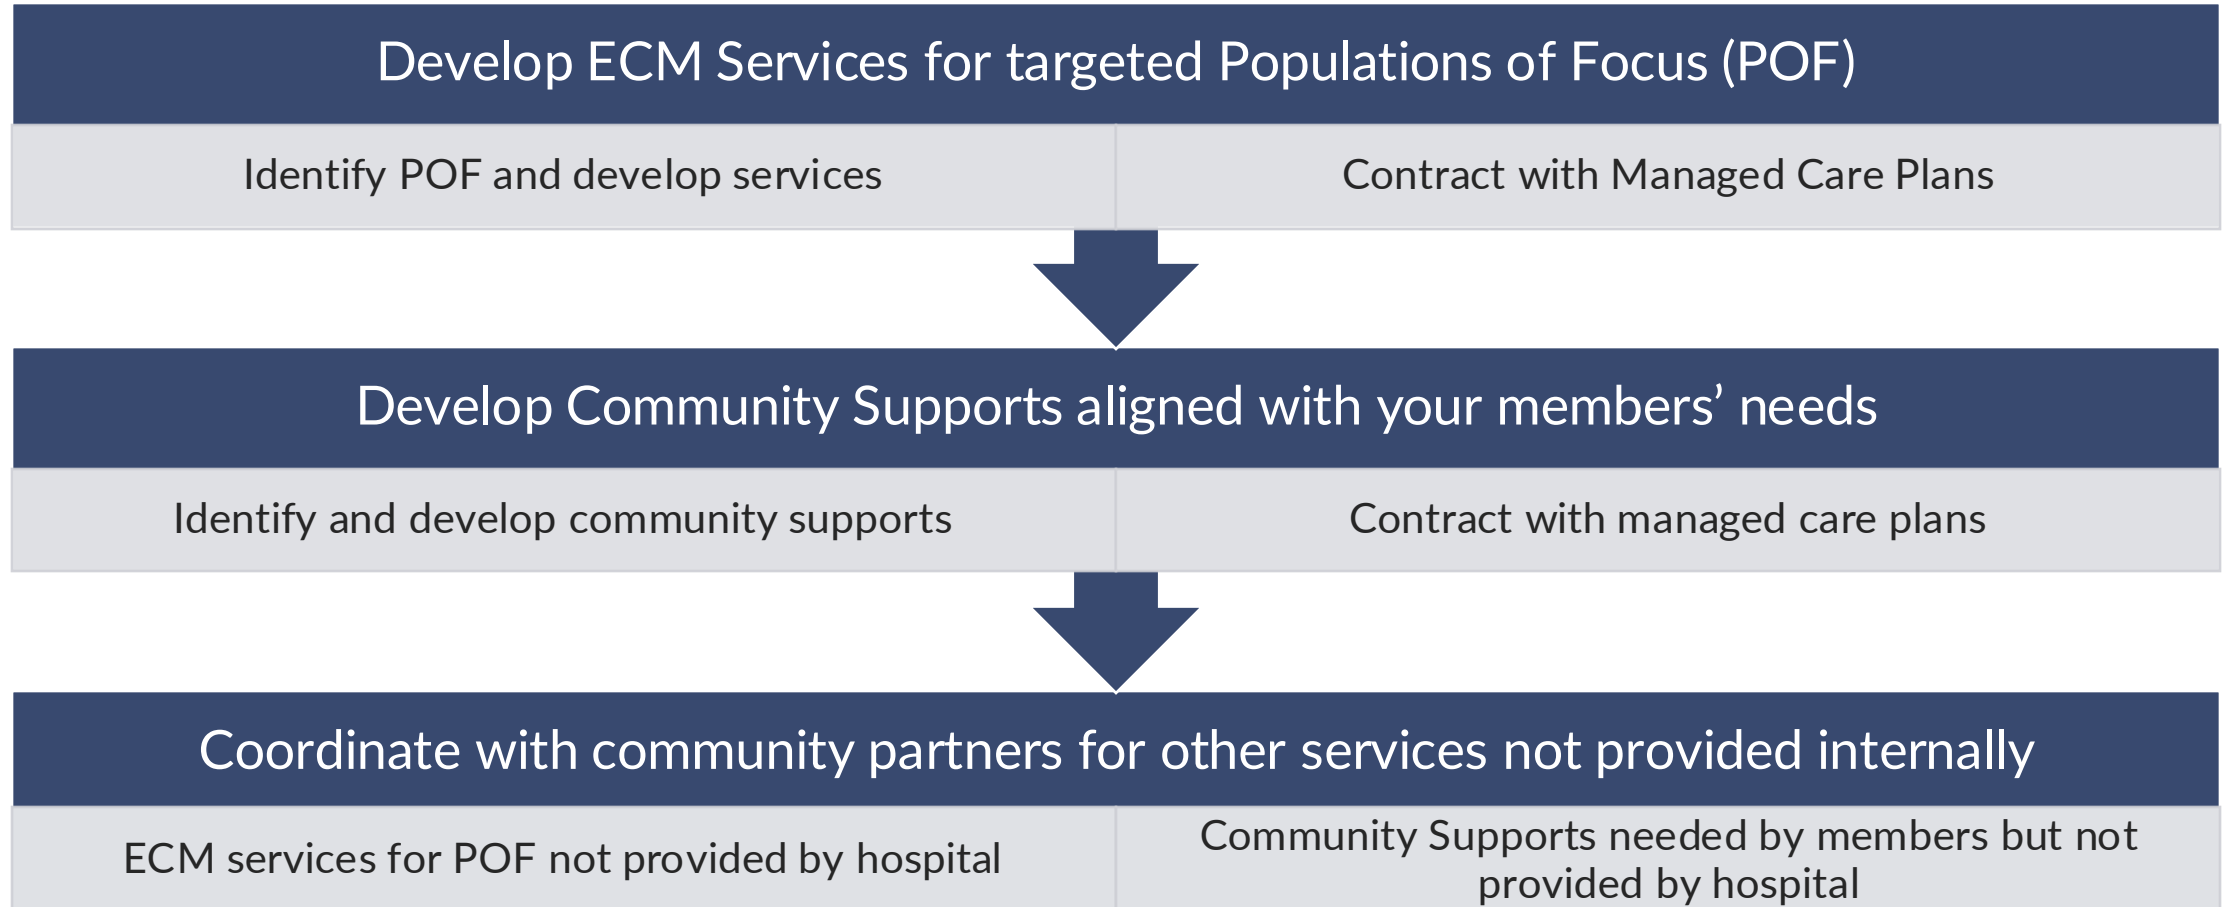 Develop ECM Services for targeted Populations of Focus (POF)
Identify POF and develop services
Contract with Managed Care Plans
Develop Community Supports aligned with your members’ needs
Identify and develop community supports
Contract with managed care plans
Coordinate with community partners for other services not provided internally
ECM services for POF not provided by hospital
Community Supports needed by members but not
provided by hospital